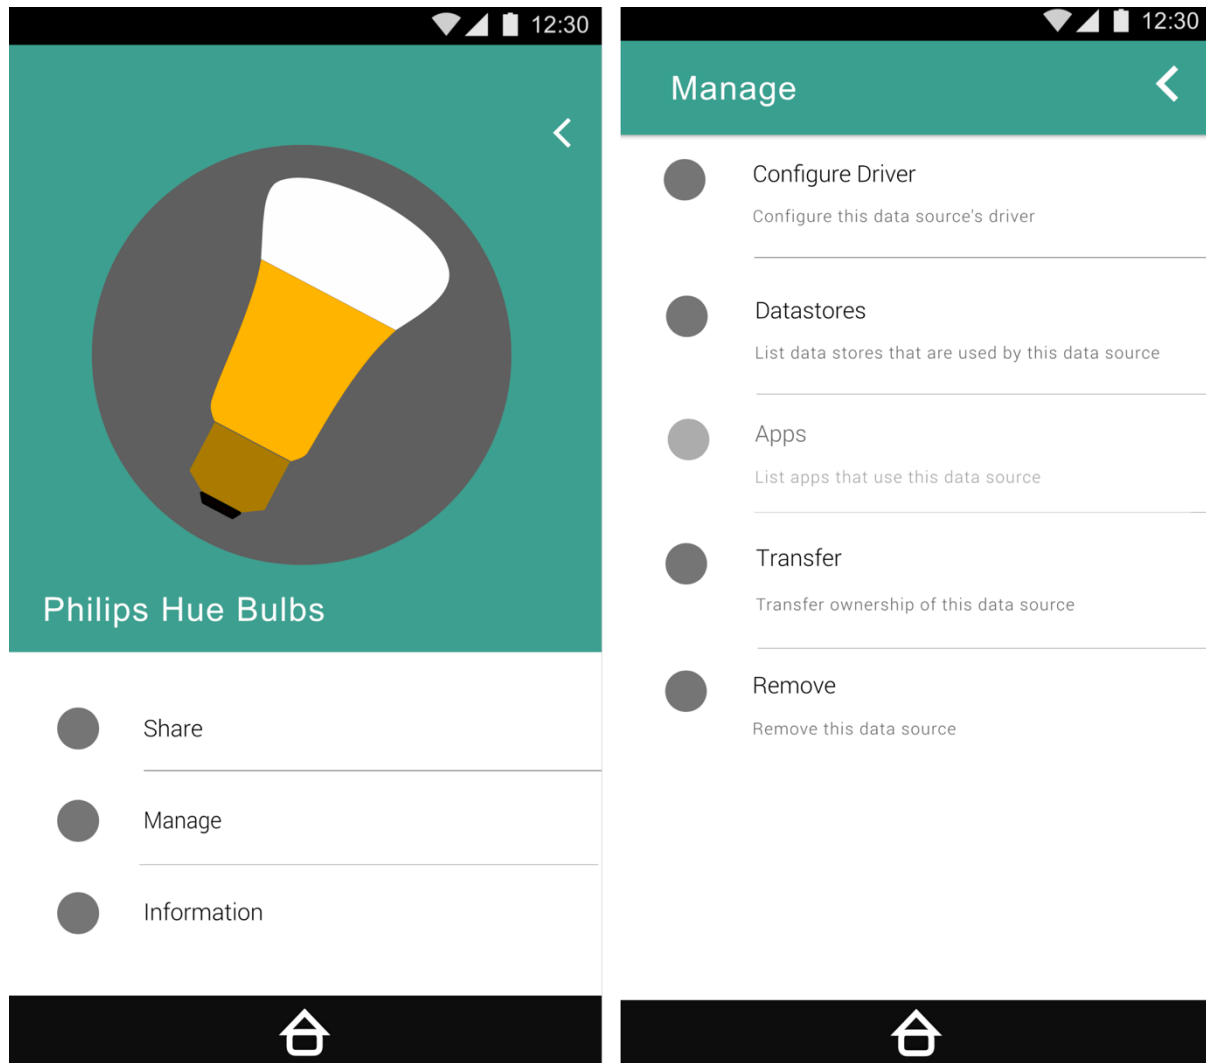 12:30
Philips Hue Bulbs
Share
Manage
Information
12:30
Manage
Configure Driver
Configure this data source's driver
Datastores
List data stores that are used by this data source
Apps
List apps that use this data source
Transfer
Transfer ownership of this data source
Remove
Remove this data source